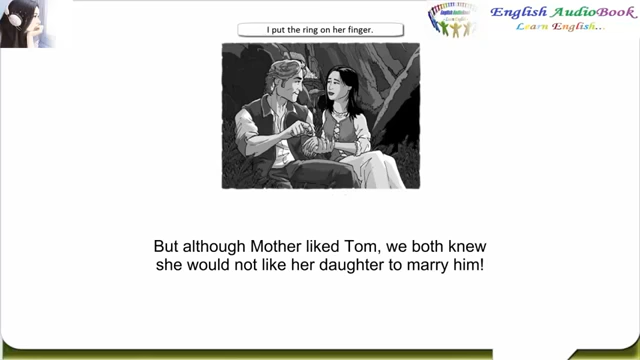 I put the ring on her finger.
English AudioBook
Learn English...
But although Mother liked Tom, we both knew
she would not like her daughter to marry him!